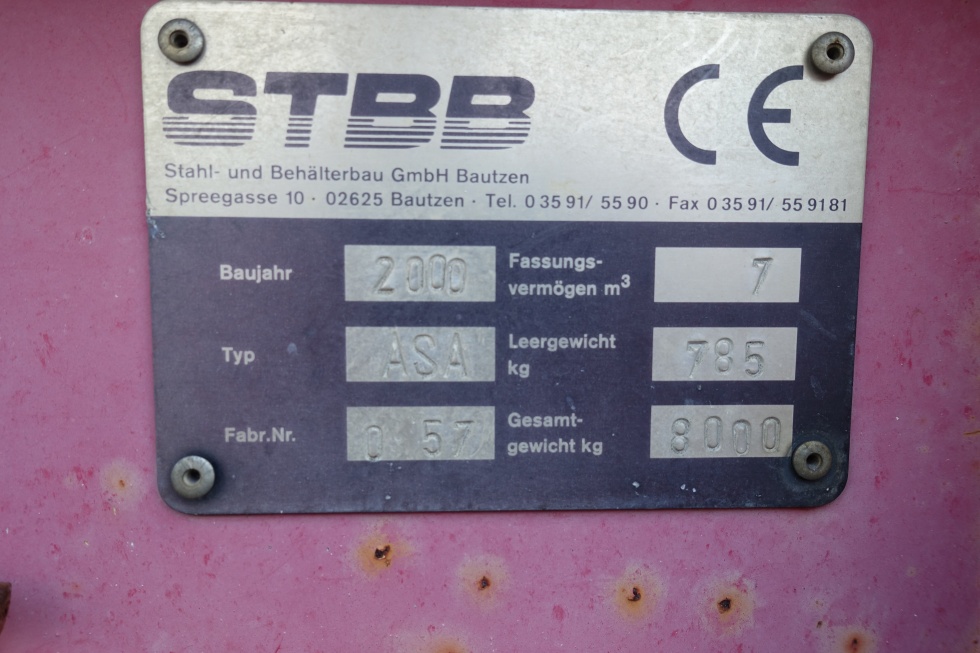 STBB CE
Stahl- und Behälterbau GmbH Bautzen
Spreegasse 10 · 02625 Bautzen · Tel. 0 35 91/ 55 90 · Fax 0 35 91/ 55 91 81
Baujahr 2000
Fassungs-
vermögen m³ 7
Typ ASA
Leergewicht
kg 785
Fabr.Nr. 0 57
Gesamt-
gewicht kg 8000